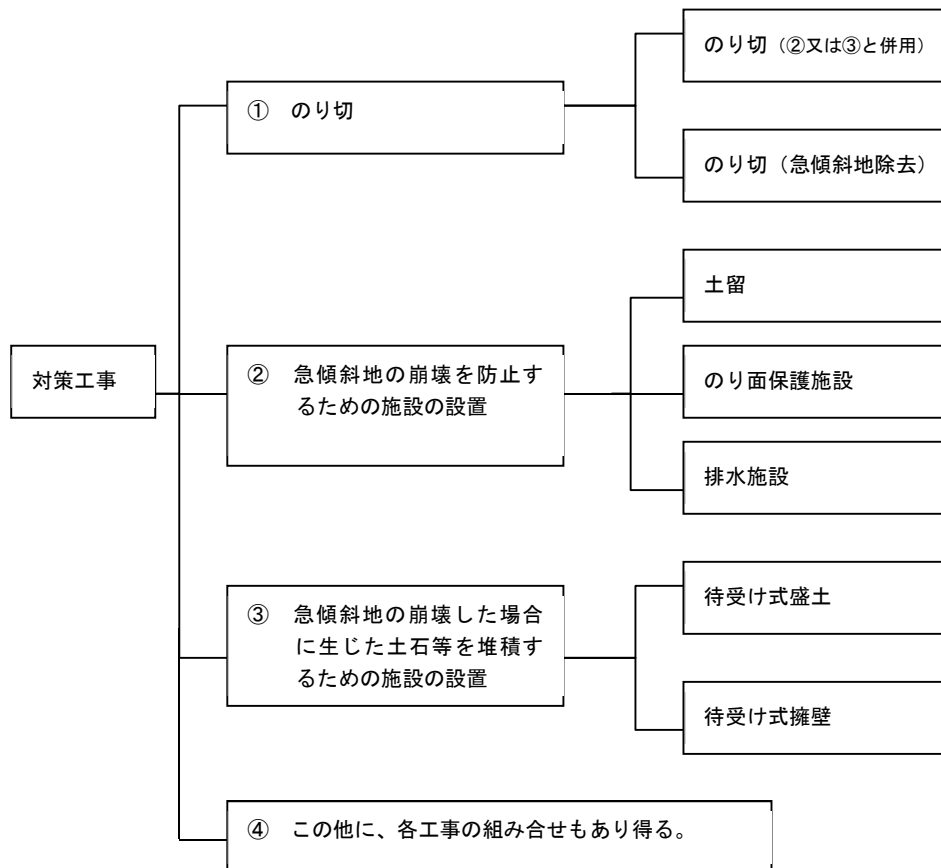 対策工事
① のり切
のり切（②又は③と併用）
のり切（急傾斜地除去）
② 急傾斜地の崩壊を防止す
るための施設の設置
土留
のり面保護施設
排水施設
③ 急傾斜地の崩壊した場合
に生じた土石等を堆積す
るための施設の設置
待受け式盛土
待受け式擁壁
④ この他に、各工事の組み合せもあり得る。